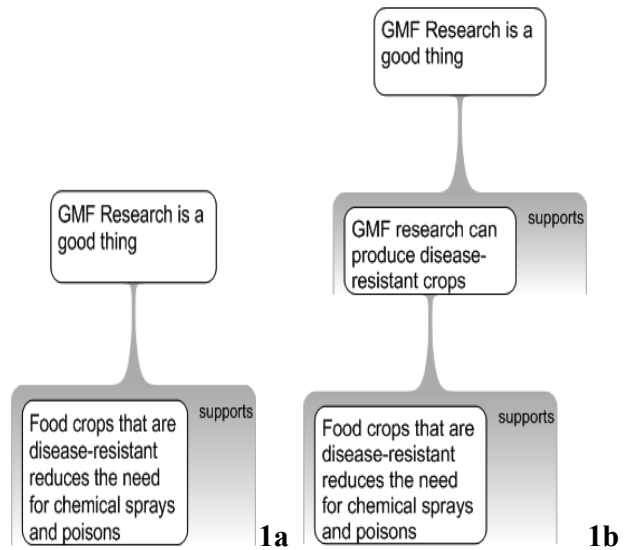 GMF Research is a
good thing
supports
Food crops that are
disease-resistant
reduces the need
for chemical sprays
and poisons
1a
GMF Research is a
good thing
supports
GMF research can
produce disease-
resistant crops
supports
Food crops that are
disease-resistant
reduces the need
for chemical sprays
and poisons
1b